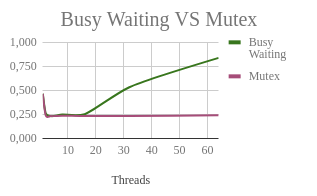 Busy Waiting VS Mutex
1,000
0,750
0,500
0,250
0,000
10 20 30 40 50 60
Threads
Busy
Waiting
Mutex